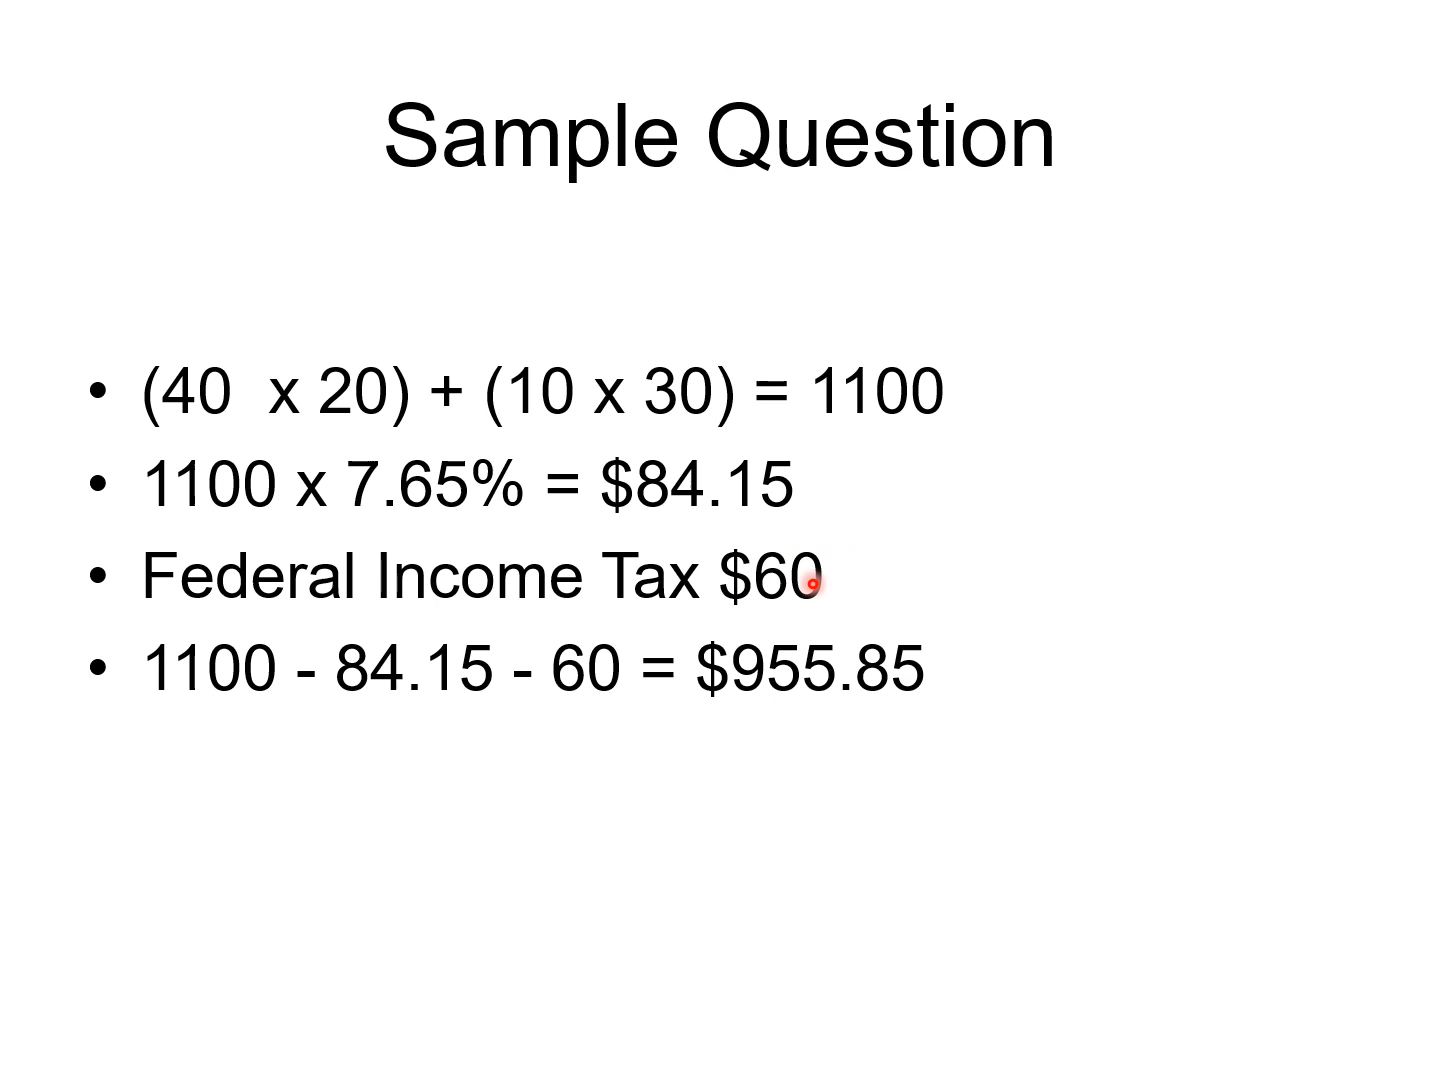 Sample Question
• (40  x 20) + (10 x 30) = 1100
• 1100 x 7.65% = $84.15
• Federal Income Tax $60
• 1100 - 84.15 - 60 = $955.85